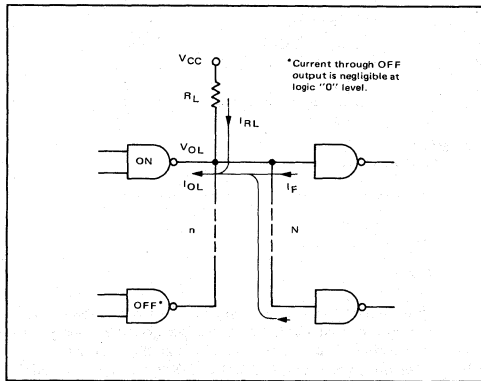 VCC
*Current through OFF
output is negligible at
logic "0" level.
RL
IRL
VOL
ON
IOL
IF
n
N
OFF*